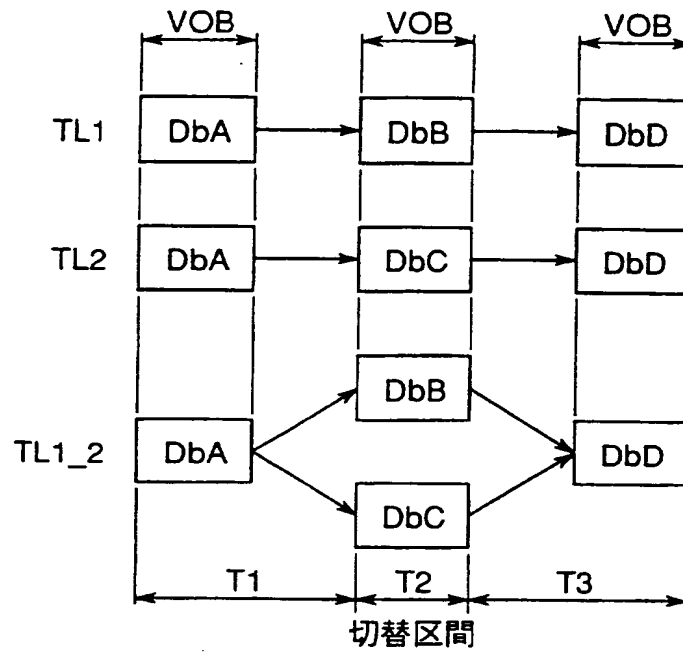 VOB VOB VOB
TL1 DbA DbB DbD
TL2 DbA DbC DbD
DbB
TL1_2 DbA DbD
DbC
T1 T2 T3
切替区間